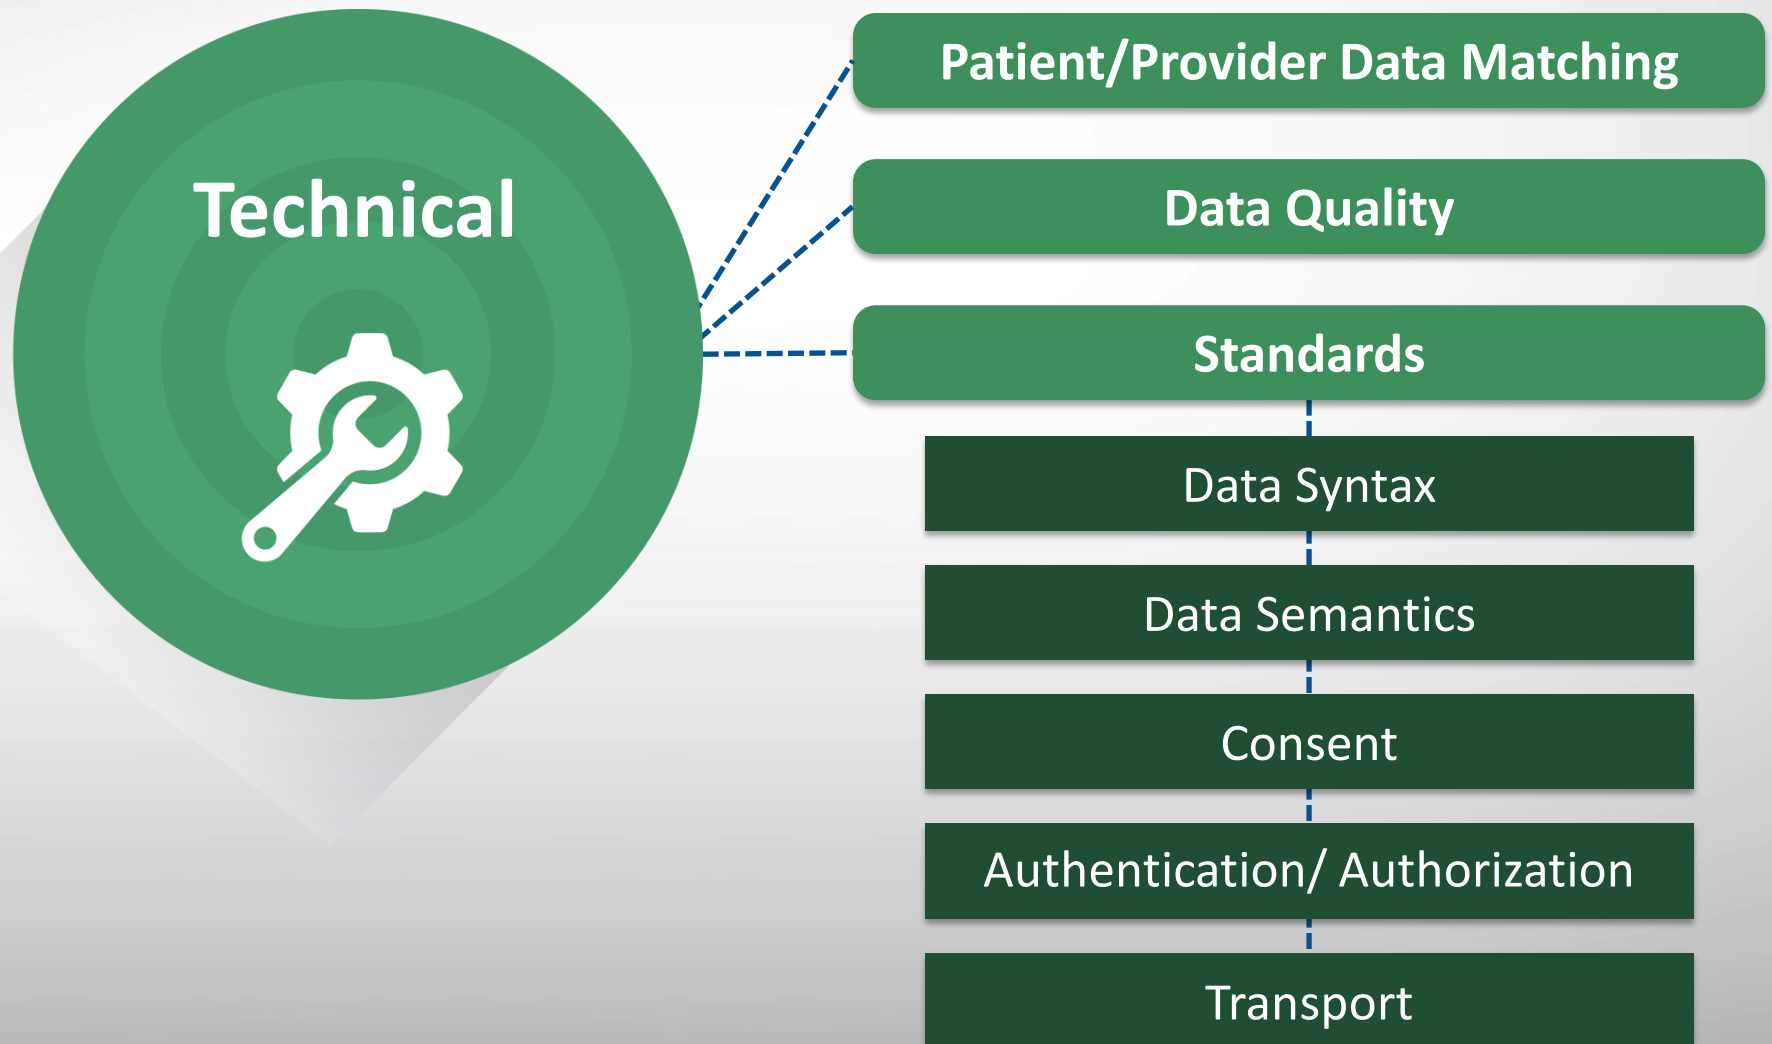 Technical
Patient/Provider Data Matching
Data Quality
Standards
Data Syntax
Data Semantics
Consent
Authentication/ Authorization
Transport